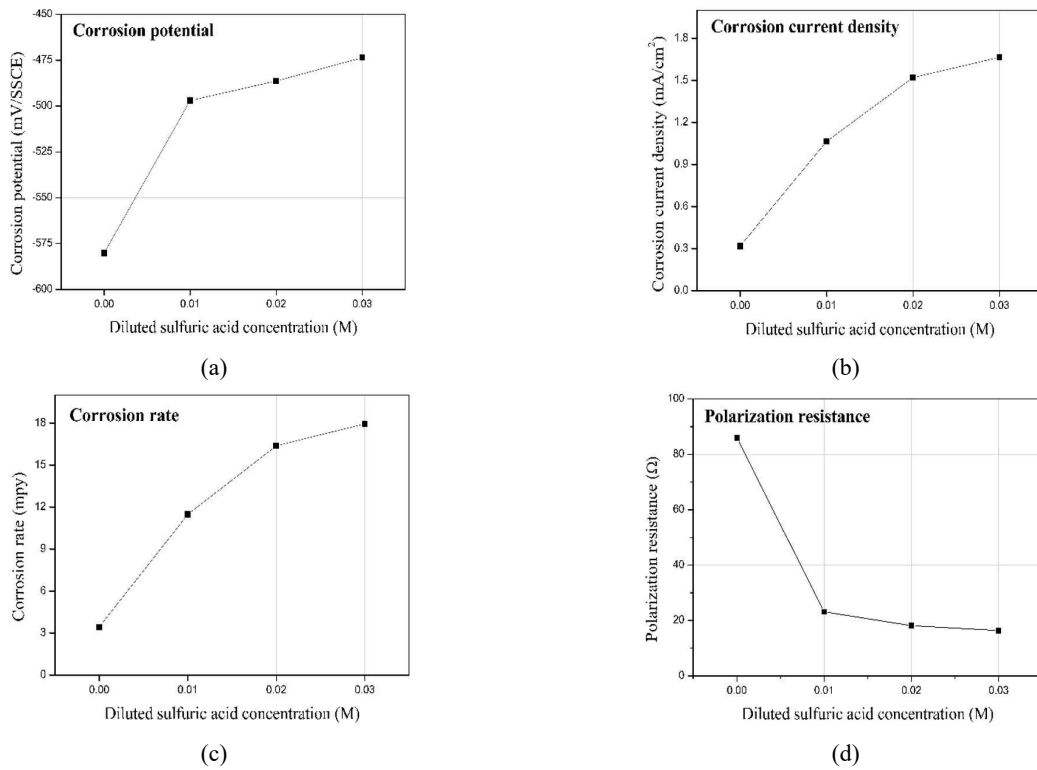 Corrosion potential
Corrosion potential (mV/SSCE)
-450
-475
-500
-525
-550
-575
-600
0.00 0.01 0.02 0.03
Diluted sulfuric acid concentration (M)
(a)
Corrosion current density
Corrosion current density (mA/cm²)
1.8
1.5
1.2
0.9
0.6
0.3
0.0
0.00 0.01 0.02 0.03
Diluted sulfuric acid concentration (M)
(b)
Corrosion rate
Corrosion rate (mpy)
18
15
12
9
6
3
0
0.00 0.01 0.02 0.03
Diluted sulfuric acid concentration (M)
(c)
Polarization resistance
Polarization resistance (Ω)
100
80
60
40
20
0
0.00 0.01 0.02 0.03
Diluted sulfuric acid concentration (M)
(d)